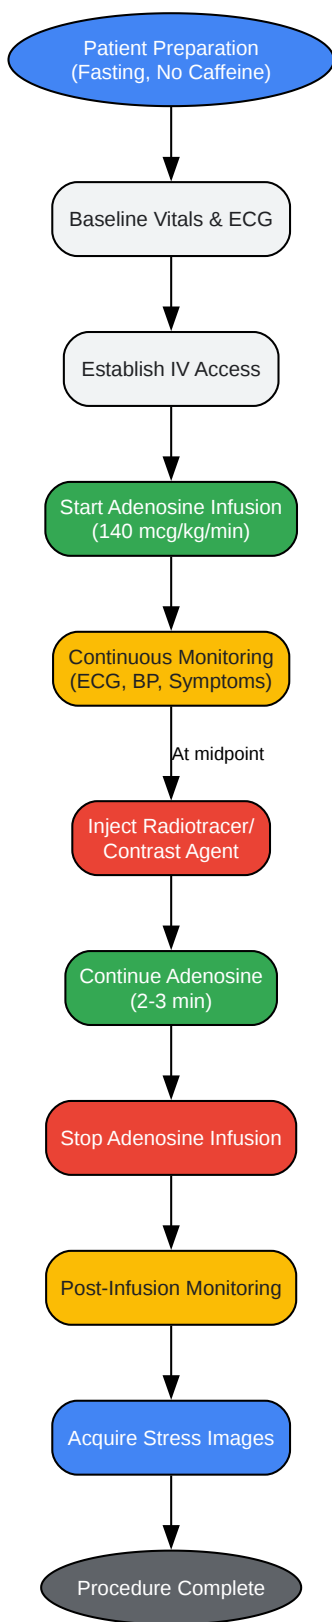 Patient Preparation
(Fasting, No Caffeine)
Baseline Vitals & ECG
Establish IV Access
Start Adenosine Infusion
(140 mcg/kg/min)
Continuous Monitoring
(ECG, BP, Symptoms)
At midpoint
Inject Radiotracer/
Contrast Agent
Continue Adenosine
(2-3 min)
Stop Adenosine Infusion
Post-Infusion Monitoring
Acquire Stress Images
Procedure Complete